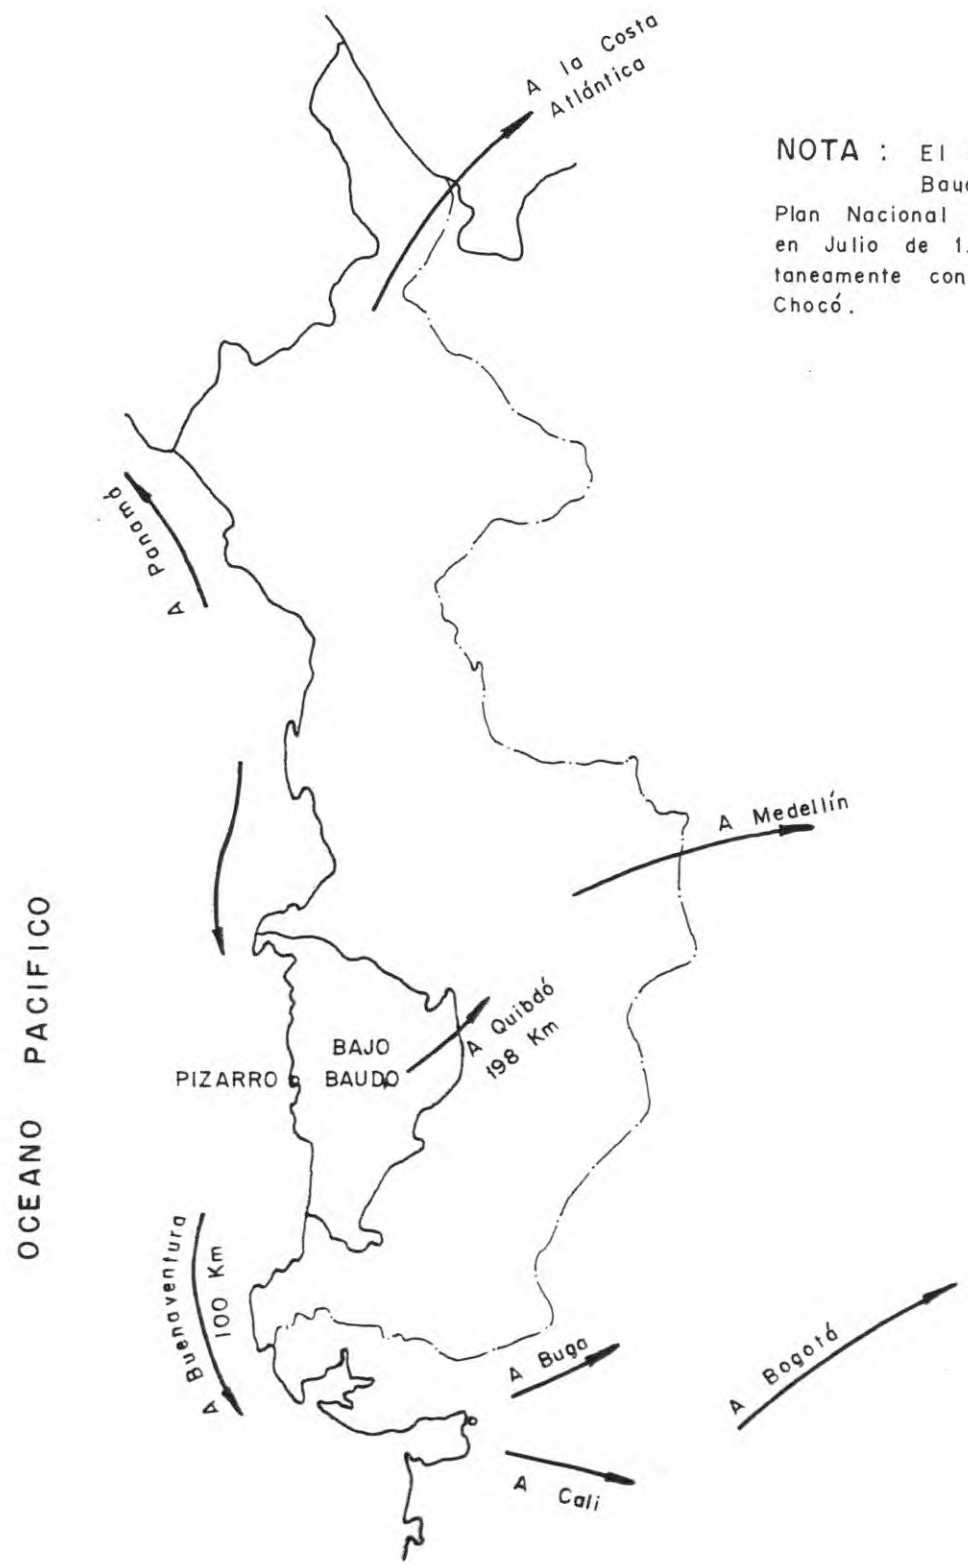 A la Costa
Atlántica
NOTA : El
Plan Nacional
en Julio de 1.
taneamente con
Chocó.
A Panamá
A Medellín
OCEANO PACIFICO
A Quibdó
198 Km
BAJO
PIZARRO BAUDO
A Buenaventura
100 Km
A Buga
A Bogotá
A Cali